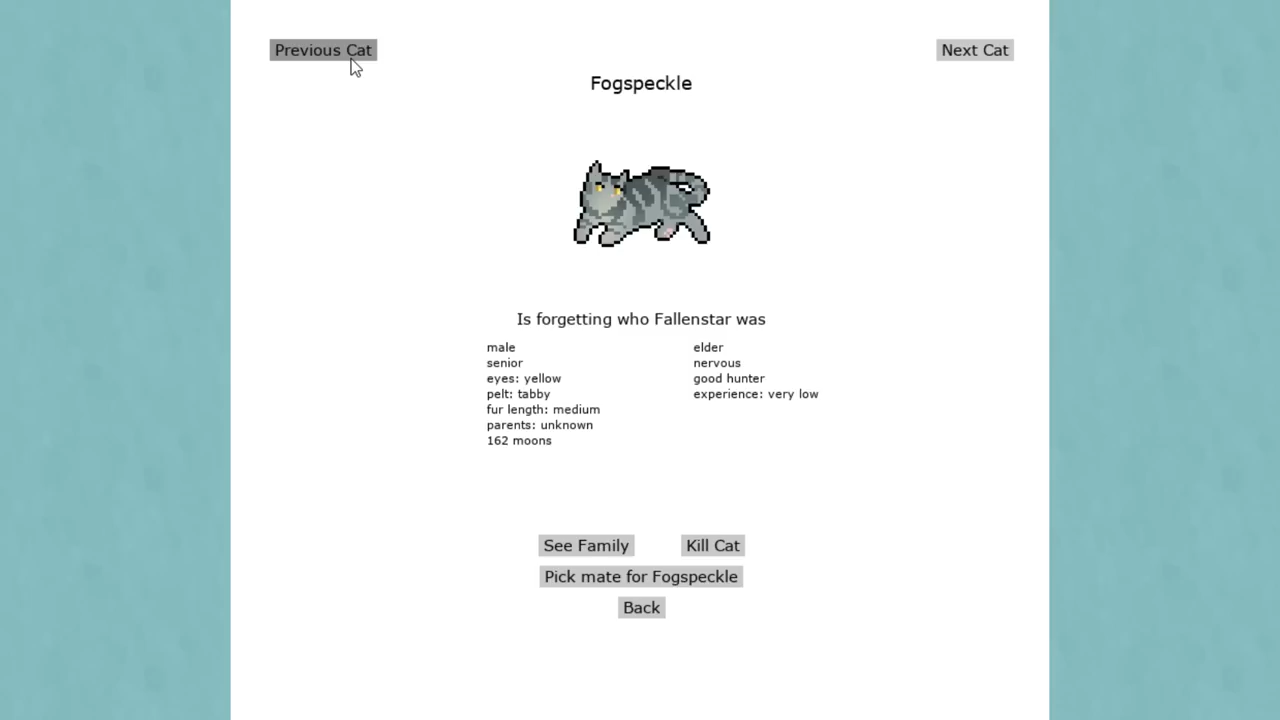 Previous Cat
Next Cat
Fogspeckle
Is forgetting who Fallenstar was
male
senior
eyes: yellow
pelt: tabby
fur length: medium
parents: unknown
162 moons
elder
nervous
good hunter
experience: very low
See Family
Kill Cat
Pick mate for Fogspeckle
Back